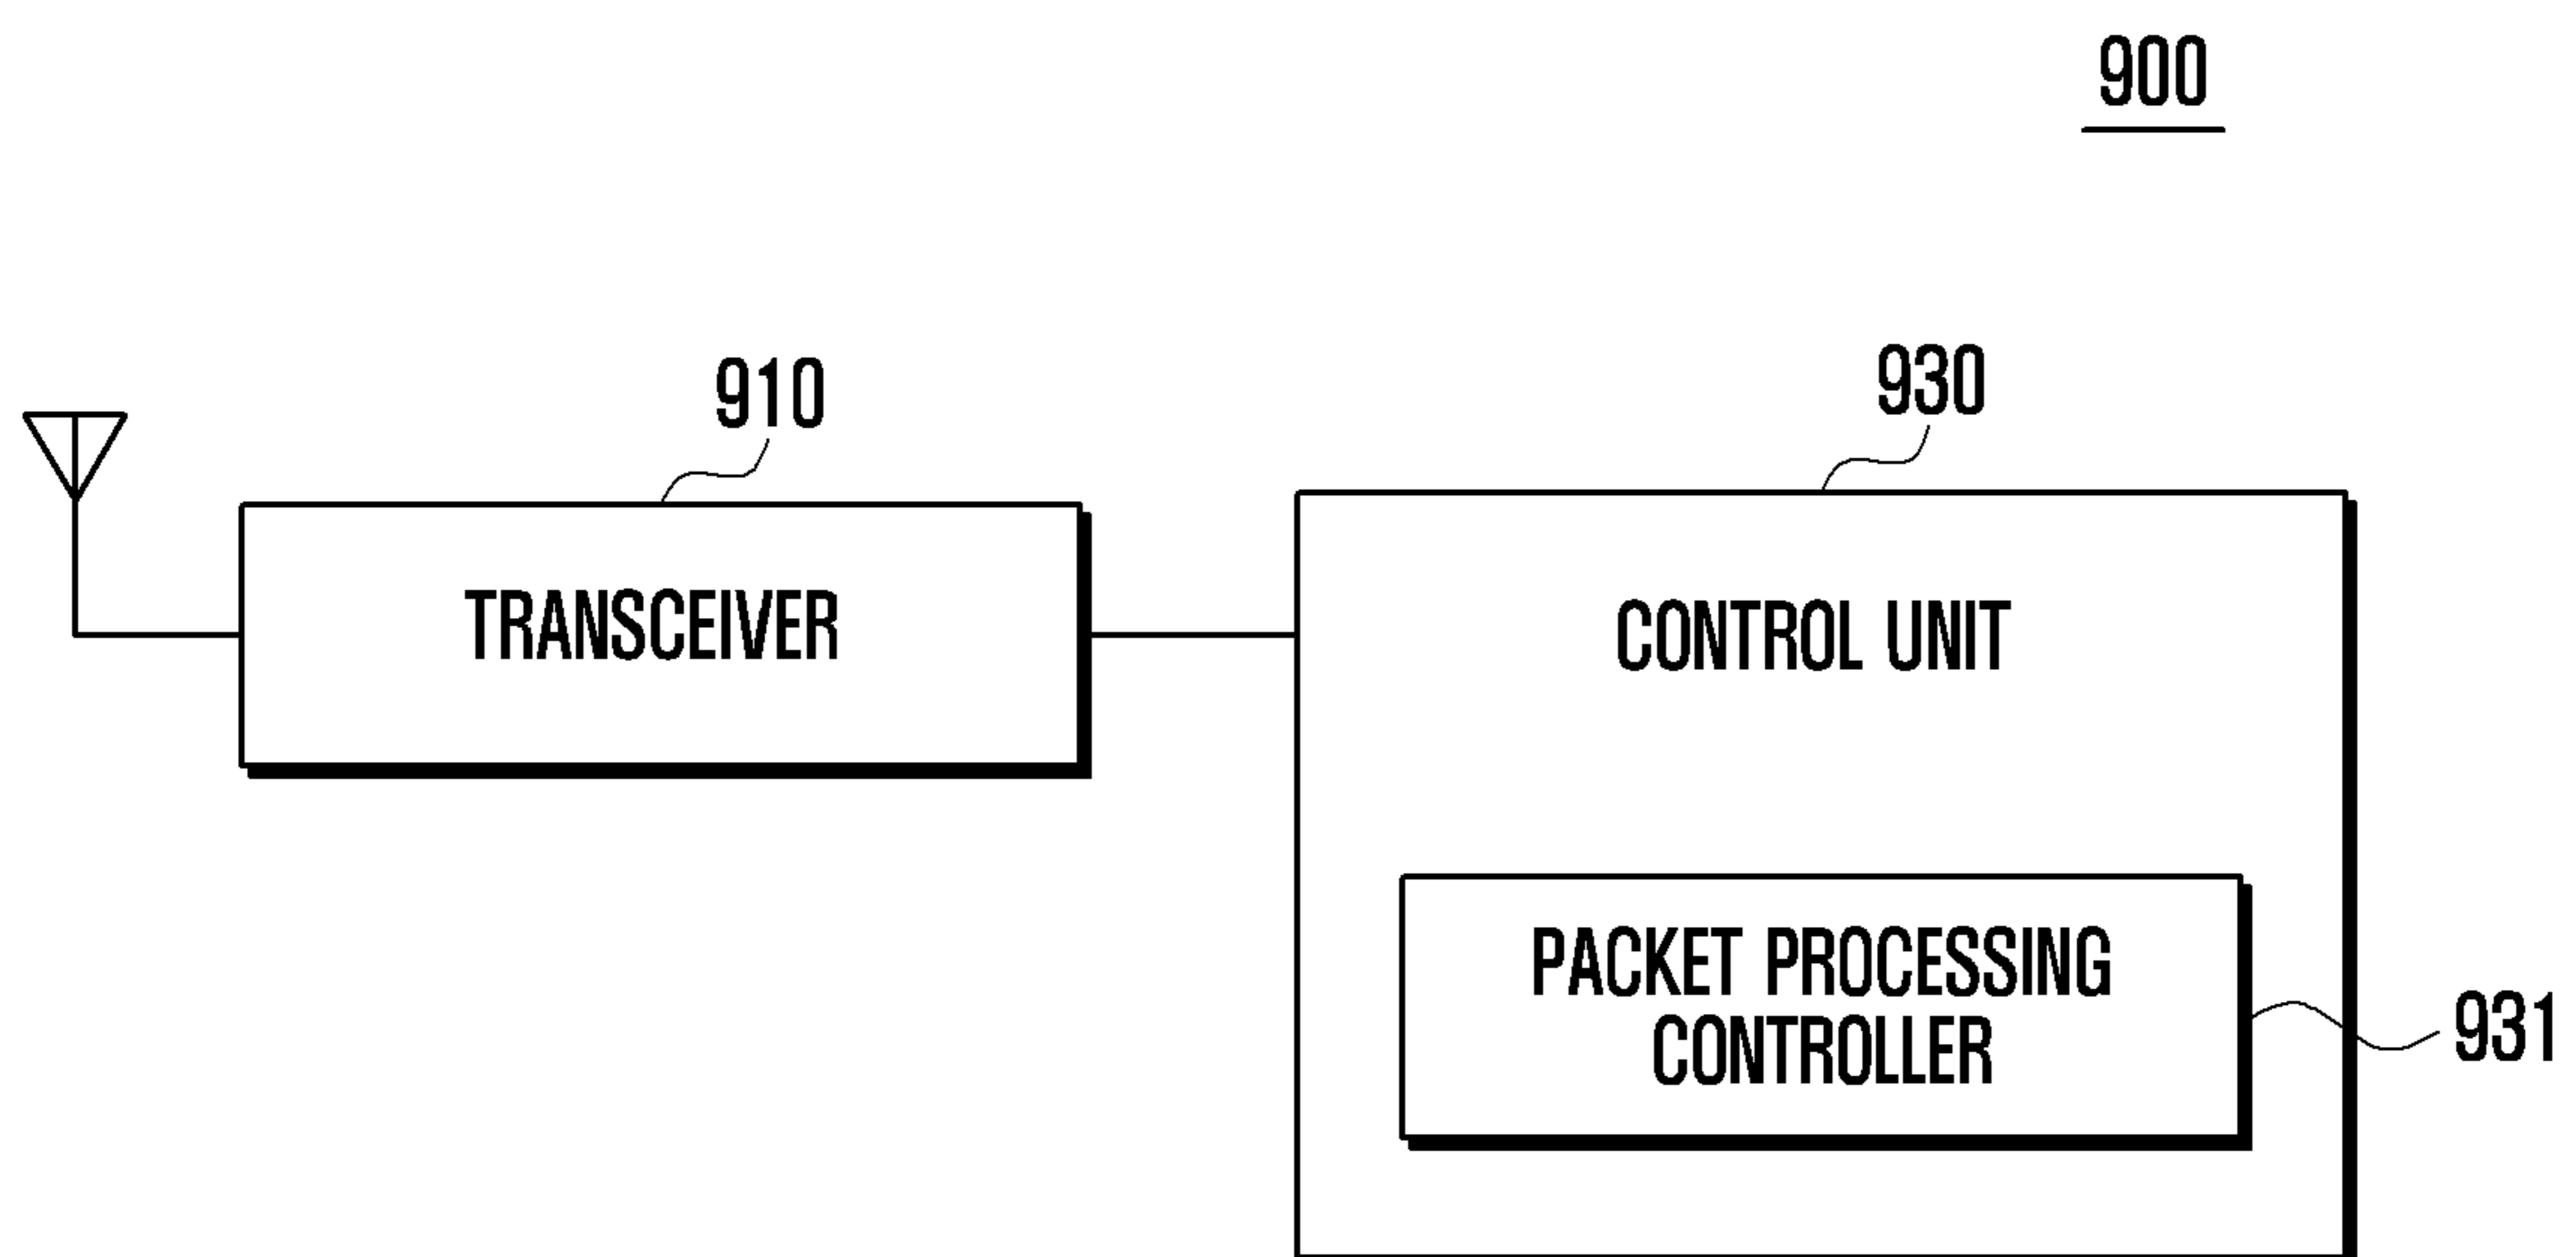 900
910
930
TRANSCEIVER
CONTROL UNIT
PACKET PROCESSING
CONTROLLER
931